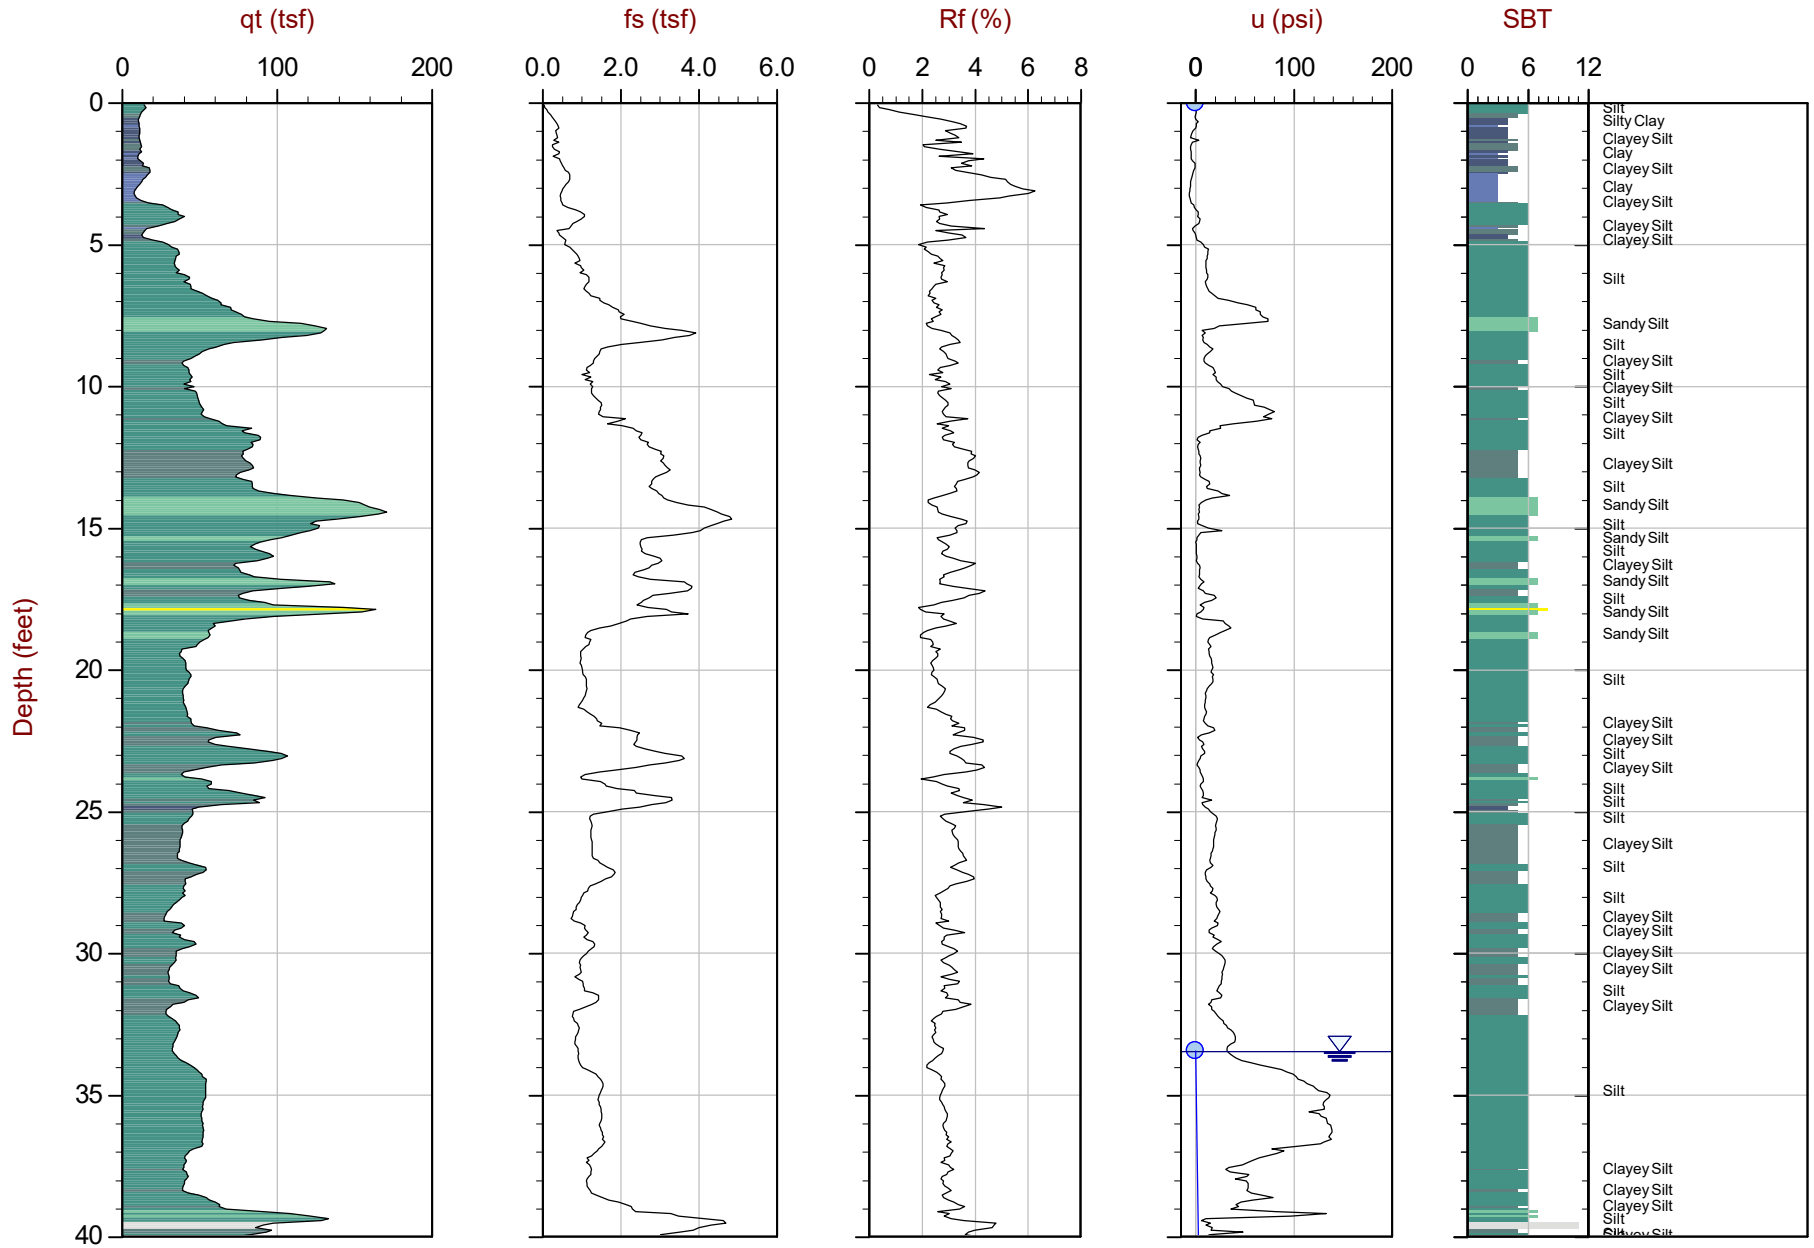 qt (tsf) fs (tsf) Rf (%) u (psi) SBT
0 100 200 0.0 2.0 4.0 6.0 0 2 4 6 8 0 100 200 0 6 12
0
5
10
15
20
25
30
35
40
Depth (feet)
Silt
Silty Clay
Clayey Silt
Clay
Clayey Silt
Clay
Clayey Silt
Clayey Silt
Clayey Silt
Silt
Sandy Silt
Silt
Clayey Silt
Silt
Clayey Silt
Silt
Clayey Silt
Silt
Clayey Silt
Silt
Sandy Silt
Silt
Sandy Silt
Silt
Clayey Silt
Sandy Silt
Silt
Sandy Silt
Sandy Silt
Silt
Clayey Silt
Clayey Silt
Silt
Clayey Silt
Silt
Silt
Silt
Clayey Silt
Silt
Silt
Clayey Silt
Clayey Silt
Clayey Silt
Clayey Silt
Silt
Clayey Silt
Silt
Clayey Silt
Clayey Silt
Clayey Silt
Silt